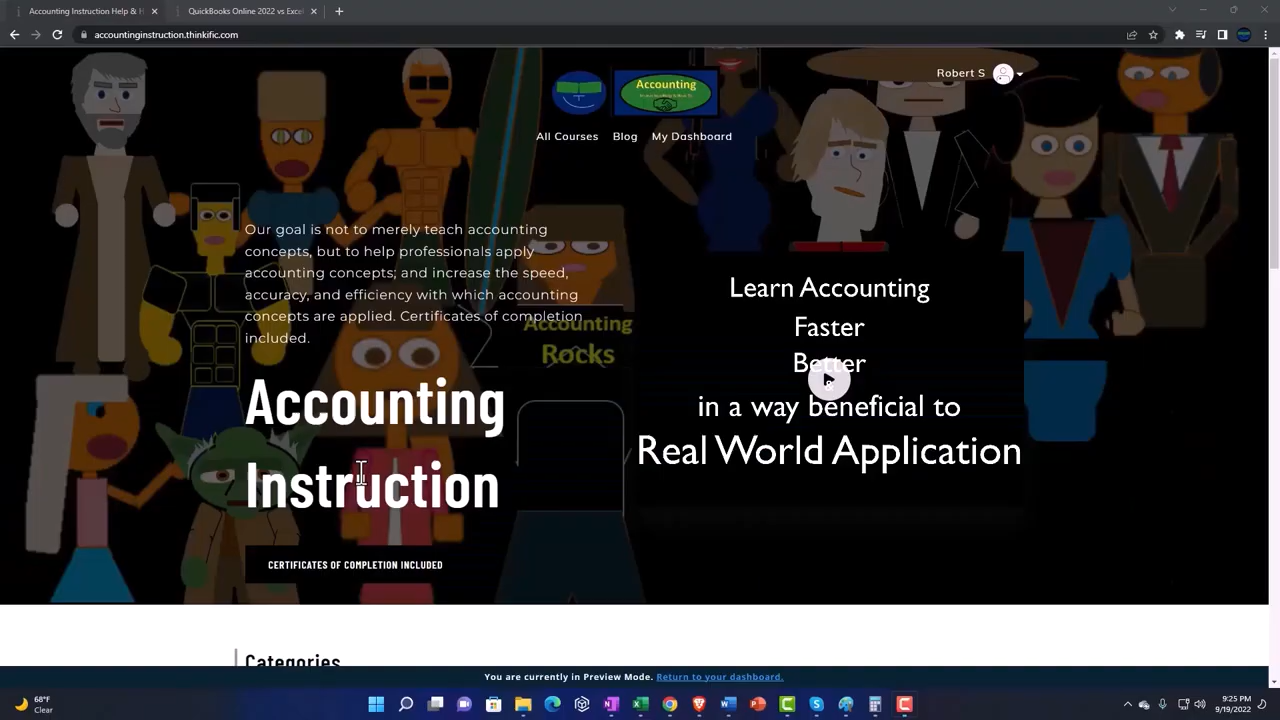 Accounting Instruction Help & H
QuickBooks Online 2022 vs Excel
accountinginstruction.thinkific.com
Robert S
Accounting
All Courses
Blog
My Dashboard
Our goal is not to merely teach accounting
concepts, but to help professionals apply
accounting concepts; and increase the speed,
accuracy, and efficiency with which accounting
concepts are applied. Certificates of completion
included.
Accounting
Rocks
Accounting
Instruction
CERTIFICATES OF COMPLETION INCLUDED
Learn Accounting
Faster
Better
&
in a way beneficial to
Real World Application
Categories
You are currently in Preview Mode. Return to your dashboard.
68°F
Clear
9:25 PM
9/19/2022